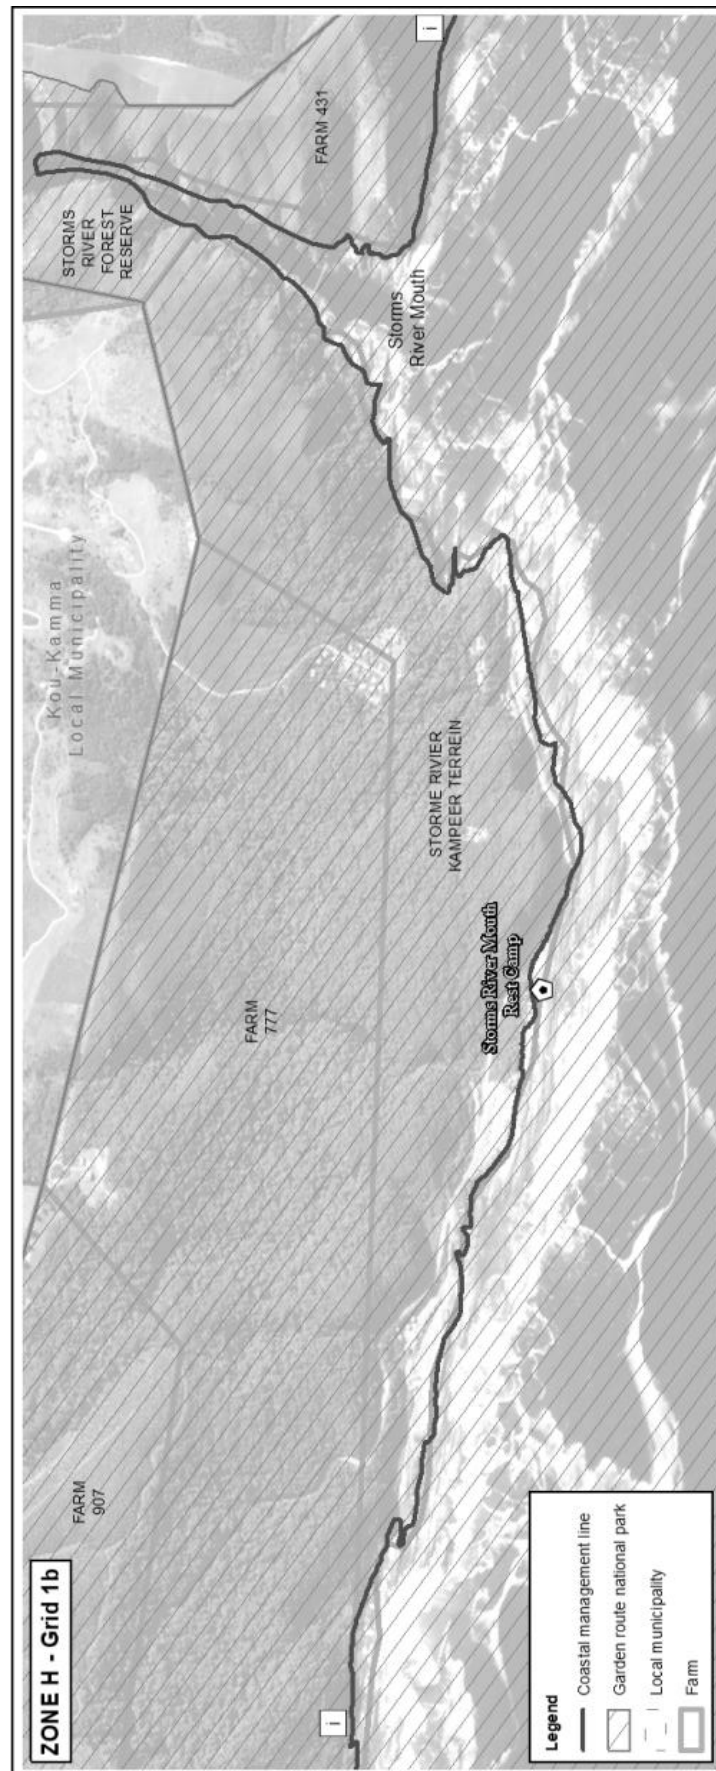 ZONE H - Grid 1b
FARM
907
FARM
777
Kou-Kamma
Local Municipality
STORMS
RIVER
FOREST
RESERVE
FARM 431
i
Storms
River Mouth
STORME RIVIER
KAMPEER TERREIN
Storms River Mouth
Rest Camp
i
Legend
Coastal management line
Garden route national park
Local municipality
Farm